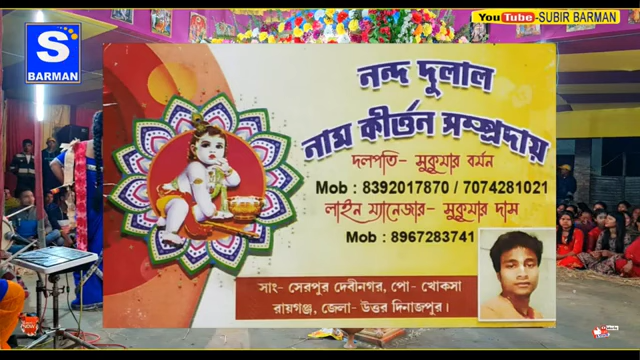 YouTube-SUBIR BARMAN
S
BARMAN
নন্দ দুলাল
নাম কীর্ত্তন সম্প্রদায়
দলপতি- সুকুমার বর্মন
Mob : 8392017870 / 7074281021
লাইন ম্যানেজার- সুকুমার দাস
Mob : 8967283741
সাং- সেরপুর দেবীনগর, পো- খোকসা
রায়গঞ্জ, জেলা- উত্তর দিনাজপুর।